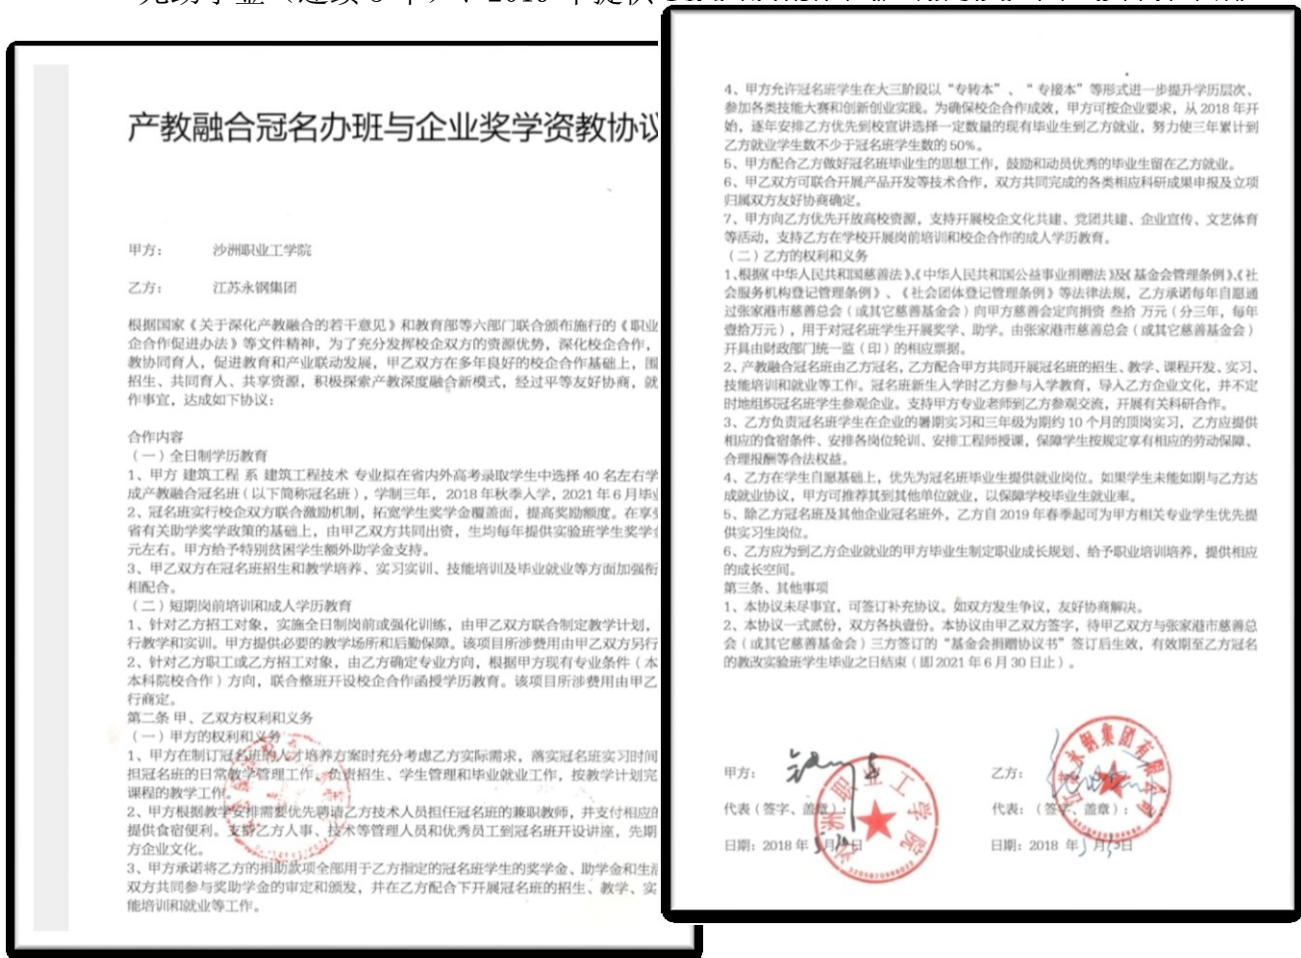 产教融合冠名办班与企业奖学资教协议
甲方： 沙洲职业工学院
乙方： 江苏永钢集团
根据国家《关于深化产教融合的若干意见》和教育部等六部门联合颁布施行的《职业
企合作促进办法》等文件精神，为了充分发挥校企双方的资源优势，深化校企合作，
教协同育人，促进教育和产业联动发展，甲乙双方在多年良好的校企合作基础上，围
招生、共同育人、共享资源，积极探索产教深度融合新模式，经过平等友好协商，就
作事宜，达成如下协议：
合作内容
（一）全日制学历教育
1、甲方 建筑工程 系 建筑工程技术 专业拟在省内外高考录取学生中选择 40 名左右学
成产教融合冠名班（以下简称冠名班），学制三年，2018 年秋季入学，2021 年 6 月毕业
2、冠名班实行校企双方联合激励机制，拓宽学生奖学金覆盖面，提高奖励额度。在享受
省有关助学奖学政策的基础上，由甲乙双方共同出资，生均每年提供实验班学生奖学金
元左右。甲方给予特别贫困学生额外助学金支持。
3、甲乙双方在冠名班招生和教学培养、实习实训、技能培训及毕业就业等方面加强衔
相配合。
（二）短期岗前培训和成人学历教育
1、针对乙方招工对象，实施全日制岗前或强化训练，由甲乙双方联合制定教学计划，
行教学和实训。甲方提供必要的教学场所和后勤保障。该项目所涉费用由甲乙双方另行
2、针对乙方职工或乙方招工对象，由乙方确定专业方向，根据甲方现有专业条件（本
本科院校合作）方向，联合整班开设校企合作函授学历教育。该项目所涉费用由甲乙
行商定。
第二条 甲、乙双方权利和义务
（一）甲方的权利和义务
1、甲方在制订冠名班的人才培养方案时充分考虑乙方实际需求，落实冠名班实习时间
担冠名班的日常教学管理工作，负责招生、学生管理和毕业就业工作，按教学计划完
课程的教学工作。
2、甲方根据教学安排需要优先聘请乙方技术人员担任冠名班的兼职教师，并支付相应的
提供食宿便利。支持乙方人事、技术等管理人员和优秀员工到冠名班开设讲座，先期
方企业文化。
3、甲方承诺将乙方的捐助款项全部用于乙方指定的冠名班学生的奖学金、助学金和生活
双方共同参与奖助学金的审定和颁发，并在乙方配合下开展冠名班的招生、教学、实
能培训和就业等工作。
4、甲方允许冠名班学生在大三阶段以“专转本”、“专接本”等形式进一步提升学历层次、
参加各类技能大赛和创新创业实践。为确保校企合作成效，甲方可按企业要求，从 2018 年开
始，逐年安排乙方优先到校宣讲选择一定数量的现有毕业生到乙方就业，努力使三年累计到
乙方就业学生数不少于冠名班学生数的 50%。
5、甲方配合乙方做好冠名班毕业生的思想工作，鼓励和动员优秀的毕业生留在乙方就业。
6、甲乙双方可联合开展产品开发等技术合作，双方共同完成的各类相应科研成果申报及立项
归属双方友好协商确定。
7、甲方向乙方优先开放高校资源，支持开展校企文化共建、党团共建、企业宣传、文艺体育
等活动，支持乙方在学校开展岗前培训和校企合作的成人学历教育。
（二）乙方的权利和义务
1、根据《中华人民共和国慈善法》、《中华人民共和国公益事业捐赠法》及《基金会管理条例》、《社
会服务机构登记管理条例》、《社会团体登记管理条例》等法律法规，乙方承诺每年自愿通
过张家港市慈善总会（或其它慈善基金会）向甲方慈善会定向捐资 叁拾 万元（分三年，每年
壹拾万元），用于对冠名班学生开展奖学、助学。由张家港市慈善总会（或其它慈善基金会）
开具由财政部门统一监（印）的相应票据。
2、产教融合冠名班由乙方冠名，乙方配合甲方共同开展冠名班的招生、教学、课程开发、实习、
技能培训和就业等工作。冠名班新生入学时乙方参与入学教育，导入乙方企业文化，并不定
时地组织冠名班学生参观企业。支持甲方专业老师到乙方参观交流，开展有关科研合作。
3、乙方负责冠名班学生在企业的暑期实习和三年级为期约 10 个月的顶岗实习，乙方应提供
相应的食宿条件、安排各岗位轮训、安排工程师授课，保障学生按规定享有相应的劳动保障、
合理报酬等合法权益。
4、乙方在学生自愿基础上，优先为冠名班毕业生提供就业岗位。如果学生未能如期与乙方达
成就业协议，甲方可推荐其到其他单位就业，以保障学校毕业生就业率。
5、除乙方冠名班及其他企业冠名班外，乙方自 2019 年春季起可为甲方相关专业学生优先提
供实习生岗位。
6、乙方应为到乙方企业就业的甲方毕业生制定职业成长规划、给予职业培训培养，提供相应
的成长空间。
第三条、其他事项
1、本协议未尽事宜，可签订补充协议。如双方发生争议，友好协商解决。
2、本协议一式贰份，双方各执壹份。本协议由甲乙双方签字，待甲乙双方与张家港市慈善总
会（或其它慈善基金会）三方签订的“基金会捐赠协议书”签订后生效，有效期至乙方冠名
的教改实验班学生毕业之日结束（即 2021 年 6 月 30 日止）。
甲方： 乙方：
代表（签字、盖章）： 代表：（签字、盖章）：
日期：2018 年 月 日 日期：2018 年 月 日
沙洲职业工学院
江苏永钢集团有限公司